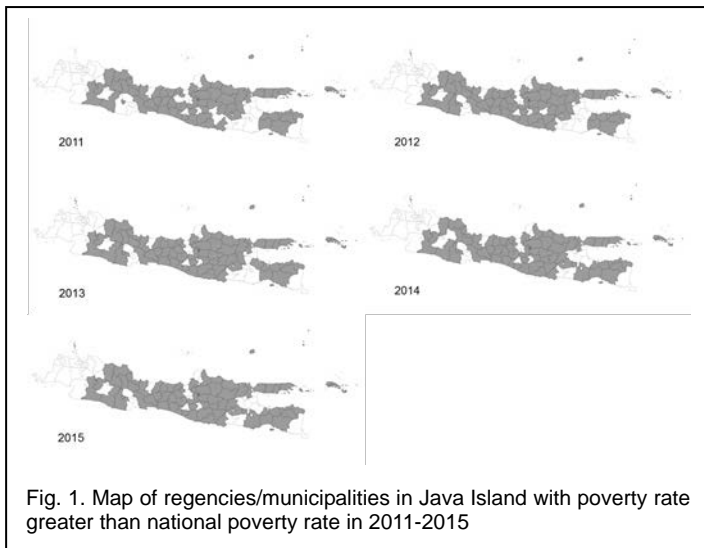 2011
2012
2013
2014
2015
Fig. 1. Map of regencies/municipalities in Java Island with poverty rate
greater than national poverty rate in 2011-2015